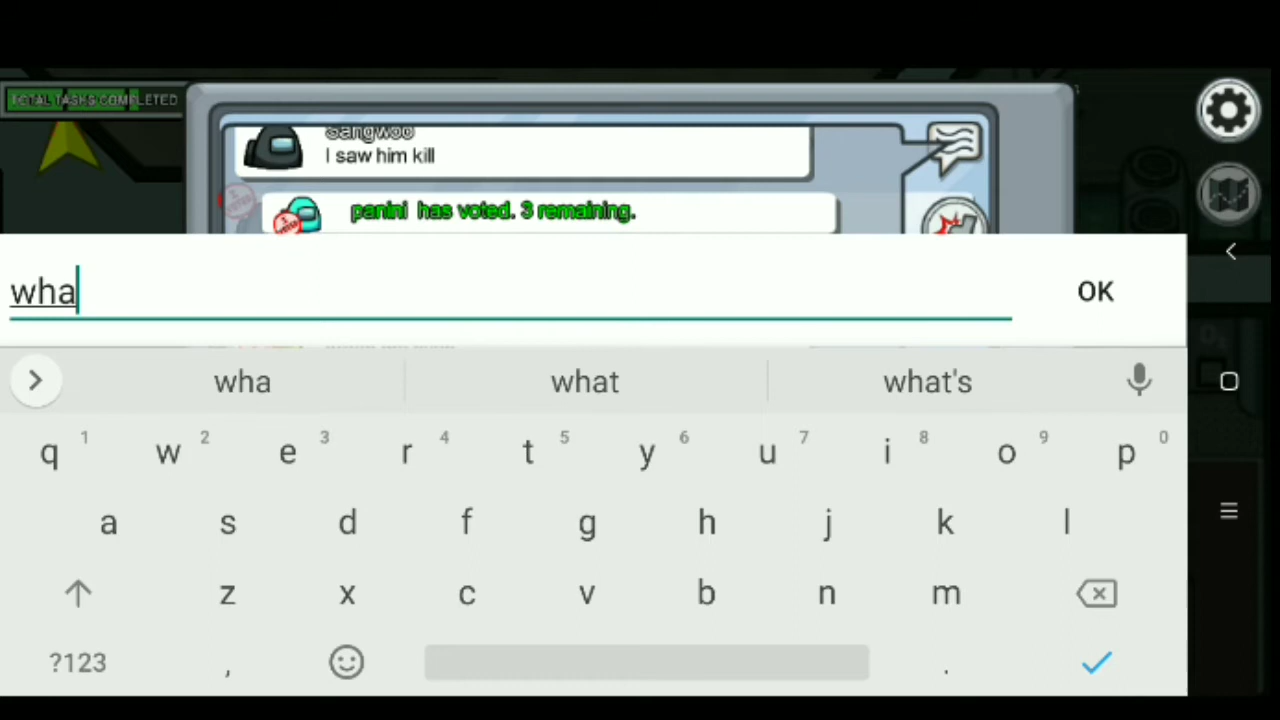 TOTAL TASKS COMPLETED
Sangwoo
I saw him kill
panini has voted. 3 remaining.
wha
OK
wha what what's
q 1 w 2 e 3 r 4 t 5 y 6 u 7 i 8 o 9 p 0
a s d f g h j k l
z x c v b n m
?123 , .